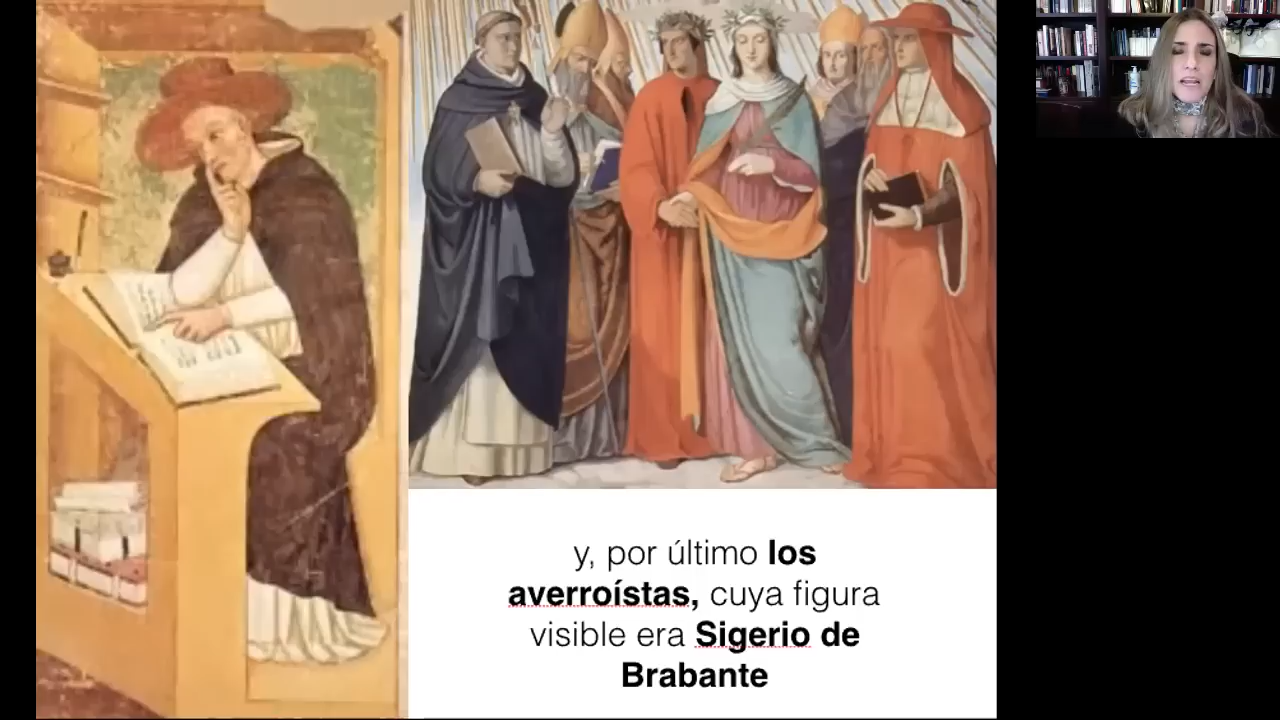 y, por último los
averroístas, cuya figura
visible era Sigerio de
Brabante